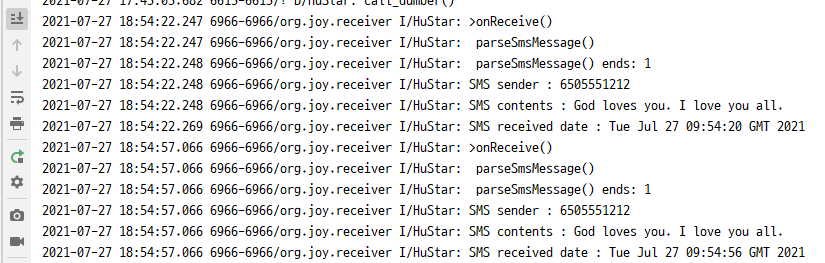 2021-07-27 18:54:22.247 6966-6966/org.joy.receiver I/HuStar: >onReceive()
2021-07-27 18:54:22.247 6966-6966/org.joy.receiver I/HuStar:  parseSmsMessage()
2021-07-27 18:54:22.248 6966-6966/org.joy.receiver I/HuStar:  parseSmsMessage() ends: 1
2021-07-27 18:54:22.248 6966-6966/org.joy.receiver I/HuStar: SMS sender : 6505551212
2021-07-27 18:54:22.248 6966-6966/org.joy.receiver I/HuStar: SMS contents : God loves you. I love you all.
2021-07-27 18:54:22.269 6966-6966/org.joy.receiver I/HuStar: SMS received date : Tue Jul 27 09:54:20 GMT 2021
2021-07-27 18:54:57.066 6966-6966/org.joy.receiver I/HuStar: >onReceive()
2021-07-27 18:54:57.066 6966-6966/org.joy.receiver I/HuStar:  parseSmsMessage()
2021-07-27 18:54:57.066 6966-6966/org.joy.receiver I/HuStar:  parseSmsMessage() ends: 1
2021-07-27 18:54:57.066 6966-6966/org.joy.receiver I/HuStar: SMS sender : 6505551212
2021-07-27 18:54:57.066 6966-6966/org.joy.receiver I/HuStar: SMS contents : God loves you. I love you all.
2021-07-27 18:54:57.066 6966-6966/org.joy.receiver I/HuStar: SMS received date : Tue Jul 27 09:54:56 GMT 2021